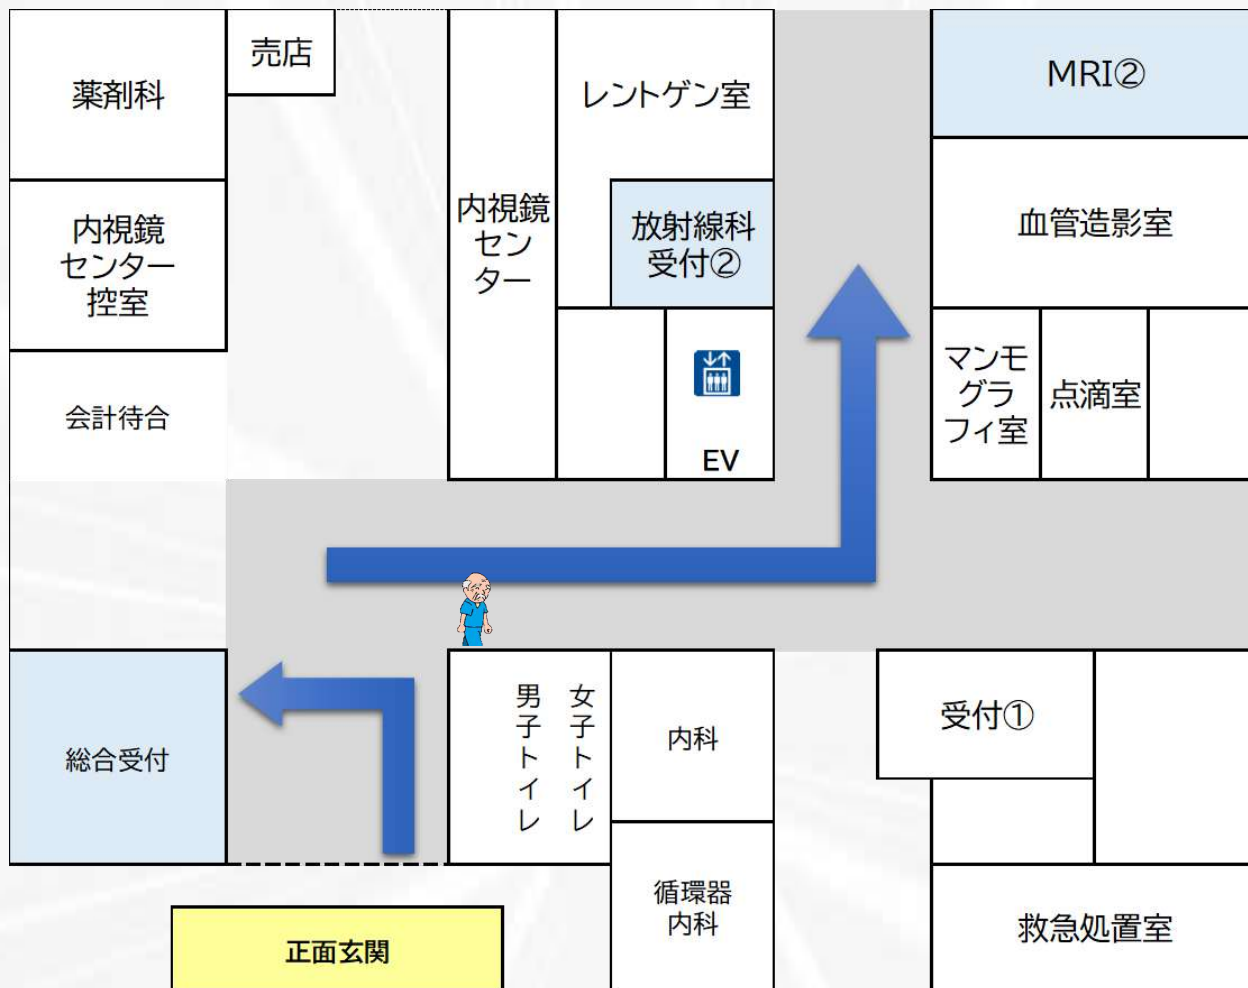 薬剤科
売店
内視鏡
センター
控室
会計待合
内視鏡
セン
ター
レントゲン室
放射線科
受付②
EV
MRI②
血管造影室
マンモ
グラ
フィ室
点滴室
総合受付
男子トイレ
女子トイレ
内科
循環器
内科
受付①
救急処置室
正面玄関